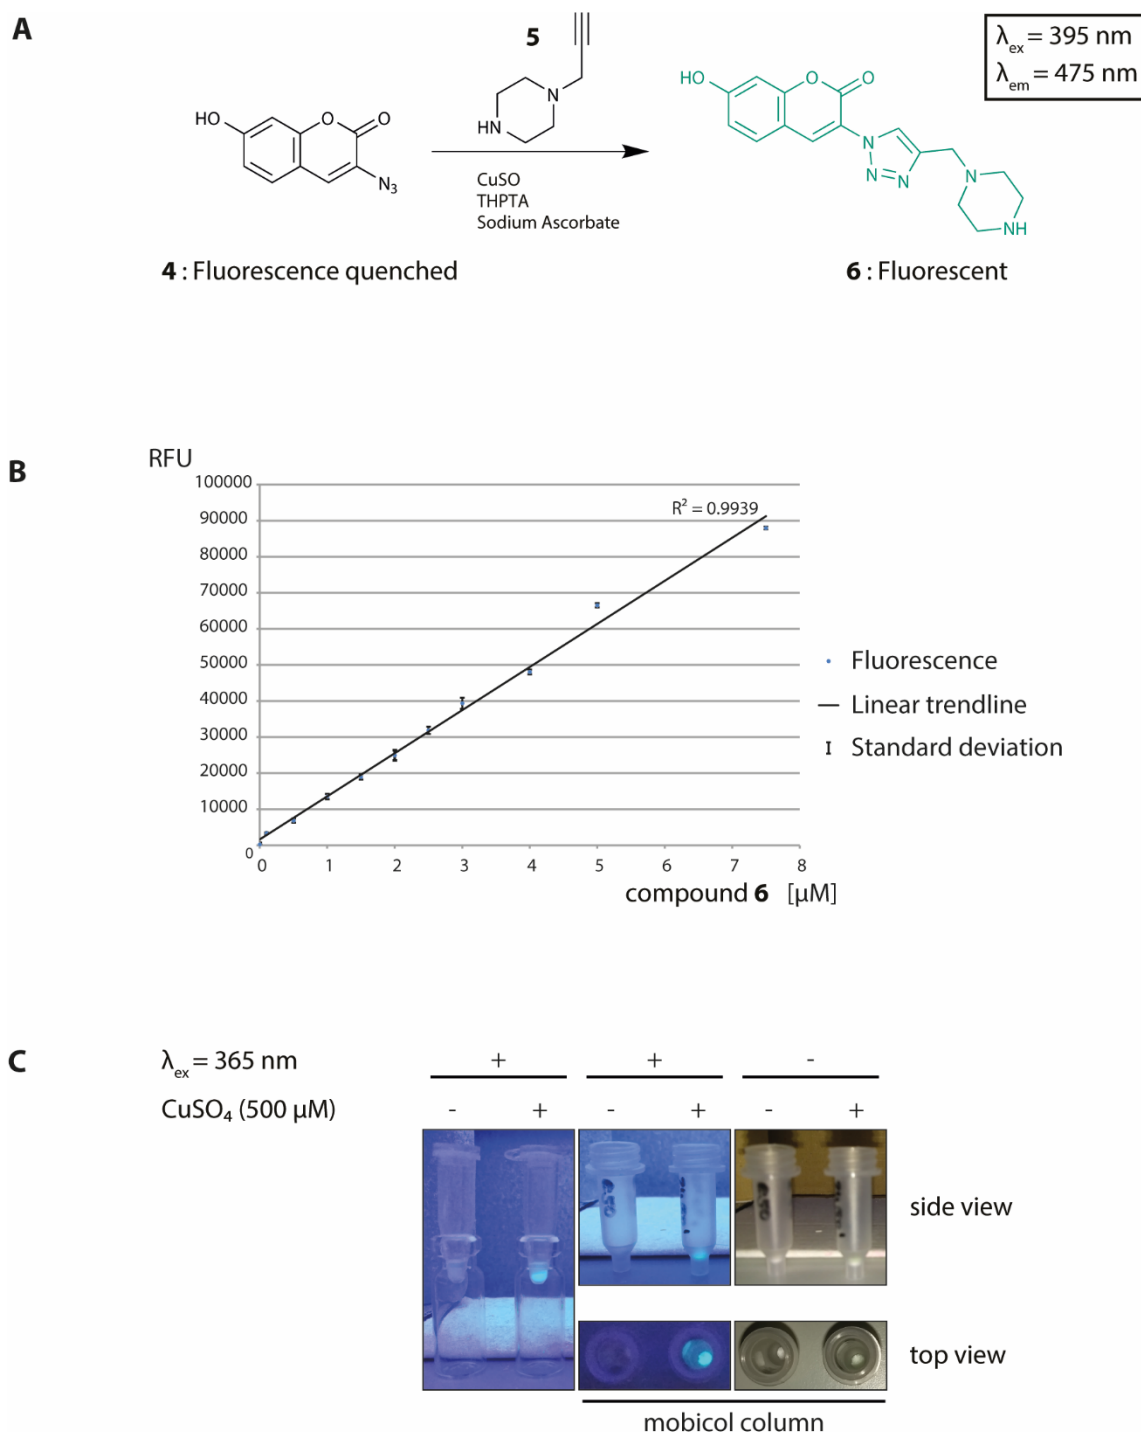 A
5
λex = 395 nm
λem = 475 nm
HO
O
O
N3
N
HN
CuSO
THPTA
Sodium Ascorbate
HO
O
O
N
N
N
N
NH
4 : Fluorescence quenched
6 : Fluorescent
B
RFU
100000
90000
80000
70000
60000
50000
40000
30000
20000
10000
0
R² = 0.9939
Fluorescence
Linear trendline
Standard deviation
0 1 2 3 4 5 6 7 8
compound 6 [µM]
C
λex = 365 nm + + -
CuSO₄ (500 µM) - + - + - +
side view
top view
mobicol column